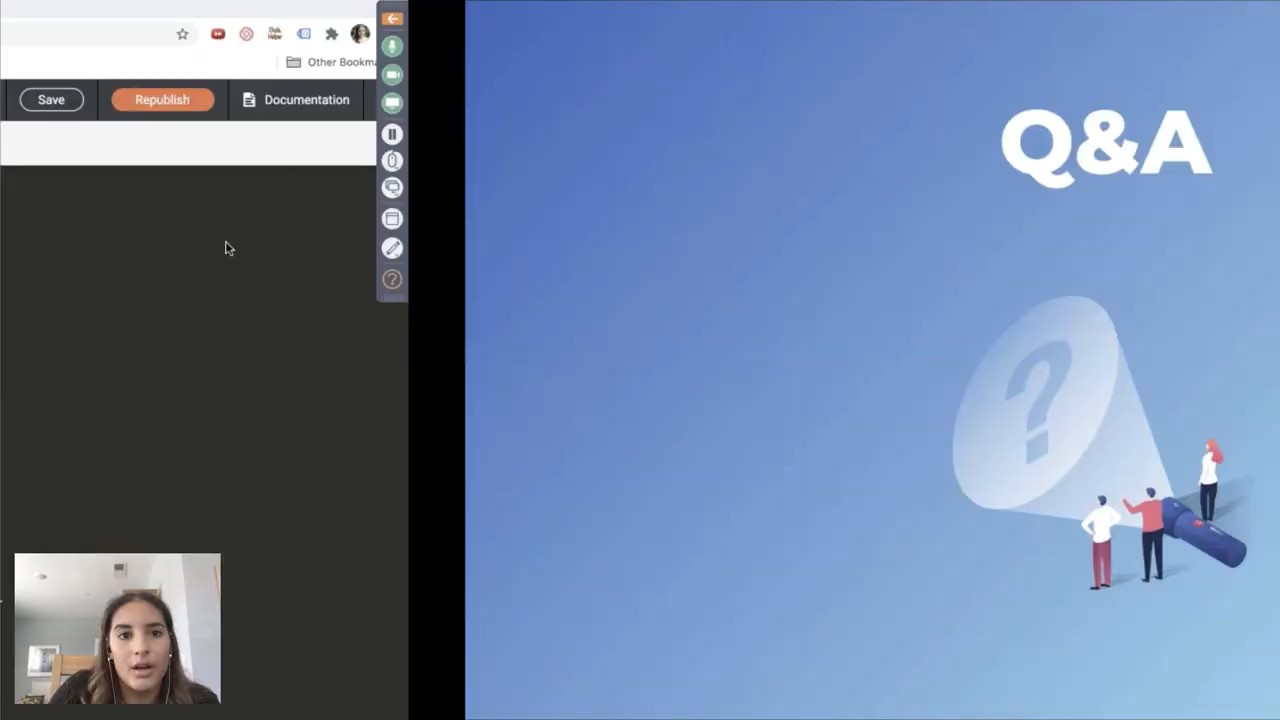 Other Bookma
Save
Republish
Documentation
Q&A
?
?